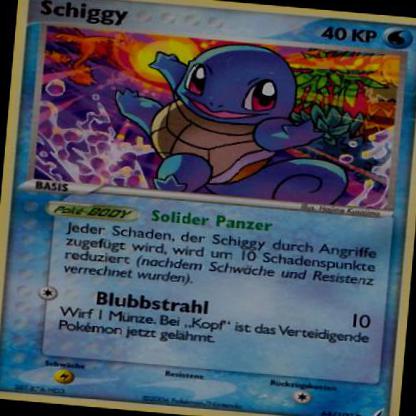 Schiggy
40 KP
BASIS
Poké-BODY
Solider Panzer
Jeder Schaden, der Schiggy durch Angriffe
zugefügt wird, wird um 10 Schadenspunkte
reduziert (nachdem Schwäche und Resistenz
verrechnet wurden).
Blubbstrahl
10
Wirf 1 Münze. Bei „Kopf" ist das Verteidigende
Pokémon jetzt gelähmt.
Schwäche
Resistenz
Rückzugskosten